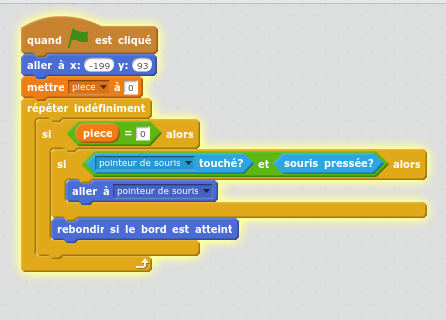 quand est cliqué
aller à x: -199 y: 93
mettre piece à 0
répéter indéfiniment
si piece = 0 alors
si pointeur de souris touché? et souris pressée? alors
aller à pointeur de souris
rebondir si le bord est atteint